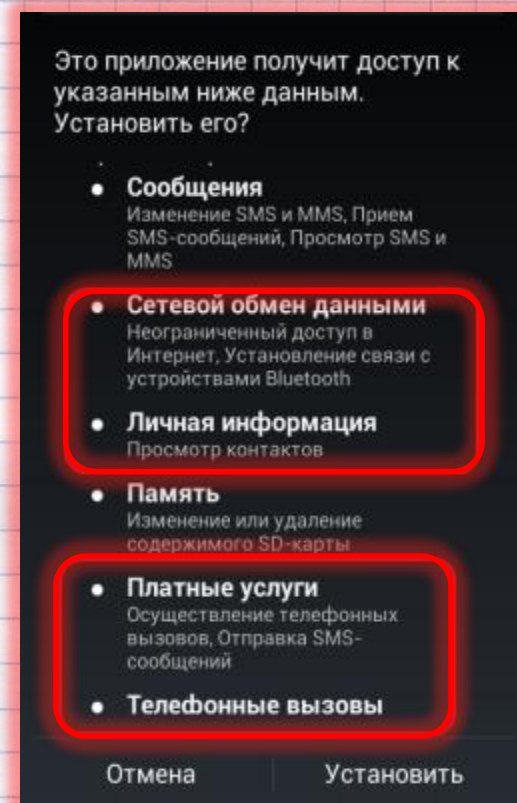 Это приложение получит доступ к
указанным ниже данным.
Установить его?
Сообщения
Изменение SMS и MMS, Прием
SMS-сообщений, Просмотр SMS и
MMS
Сетевой обмен данными
Неограниченный доступ в
Интернет, Установление связи с
устройствами Bluetooth
Личная информация
Просмотр контактов
Память
Изменение или удаление
содержимого SD-карты
Платные услуги
Осуществление телефонных
вызовов, Отправка SMS-
сообщений
Телефонные вызовы
Отмена Установить